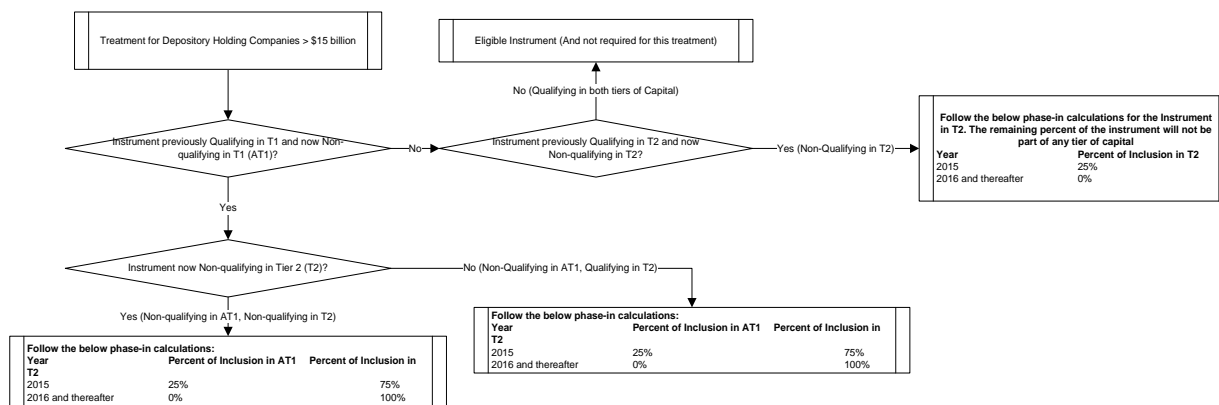 Treatment for Depository Holding Companies > $15 billion
Eligible Instrument (And not required for this treatment)
No (Qualifying in both tiers of Capital)
Instrument previously Qualifying in T1 and now Non-
qualifying in T1 (AT1)?
No
Instrument previously Qualifying in T2 and now
Non-qualifying in T2?
Yes (Non-Qualifying in T2)
Follow the below phase-in calculations for the Instrument
in T2. The remaining percent of the instrument will not be
part of any tier of capital
Year Percent of Inclusion in T2
2015 25%
2016 and thereafter 0%
Yes
Instrument now Non-qualifying in Tier 2 (T2)?
No (Non-Qualifying in AT1, Qualifying in T2)
Yes (Non-qualifying in AT1, Non-qualifying in T2)
Follow the below phase-in calculations:
Year Percent of Inclusion in AT1 Percent of Inclusion in
T2
2015 25% 75%
2016 and thereafter 0% 100%
Follow the below phase-in calculations:
Year Percent of Inclusion in AT1 Percent of Inclusion in
T2
2015 25% 75%
2016 and thereafter 0% 100%